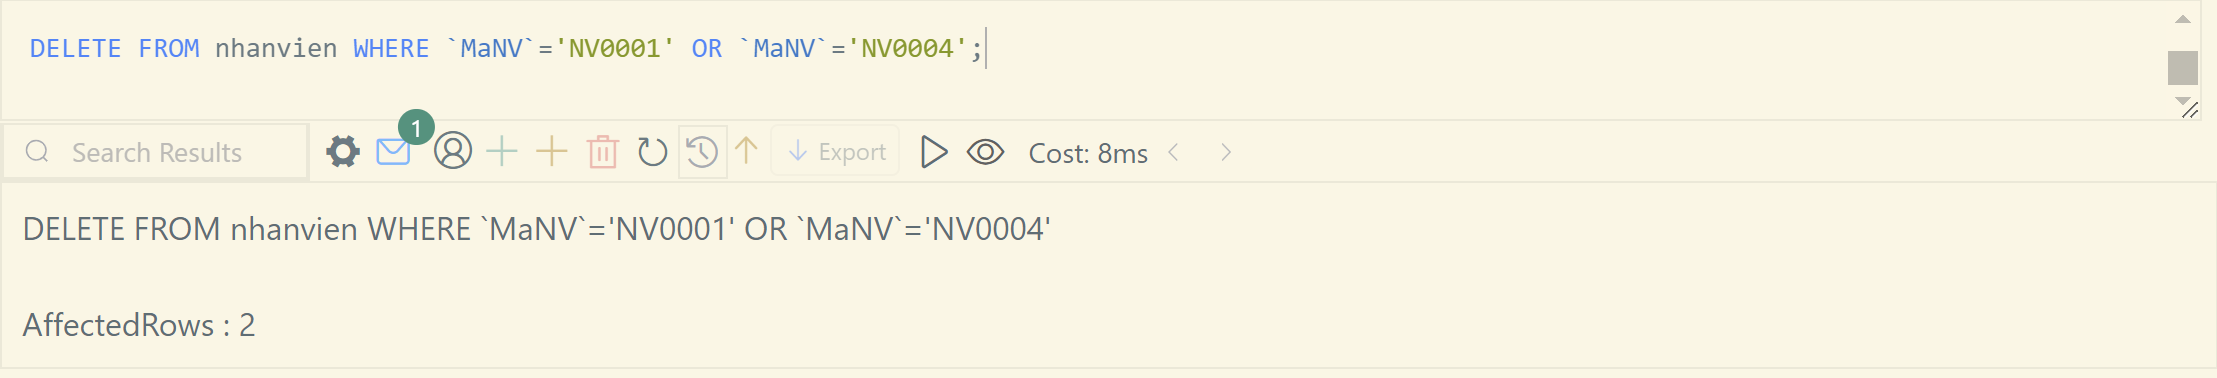 DELETE FROM nhanvien WHERE `MaNV`='NV0001' OR `MaNV`='NV0004';
Search Results 1 Export Cost: 8ms
DELETE FROM nhanvien WHERE `MaNV`='NV0001' OR `MaNV`='NV0004'
AffectedRows : 2